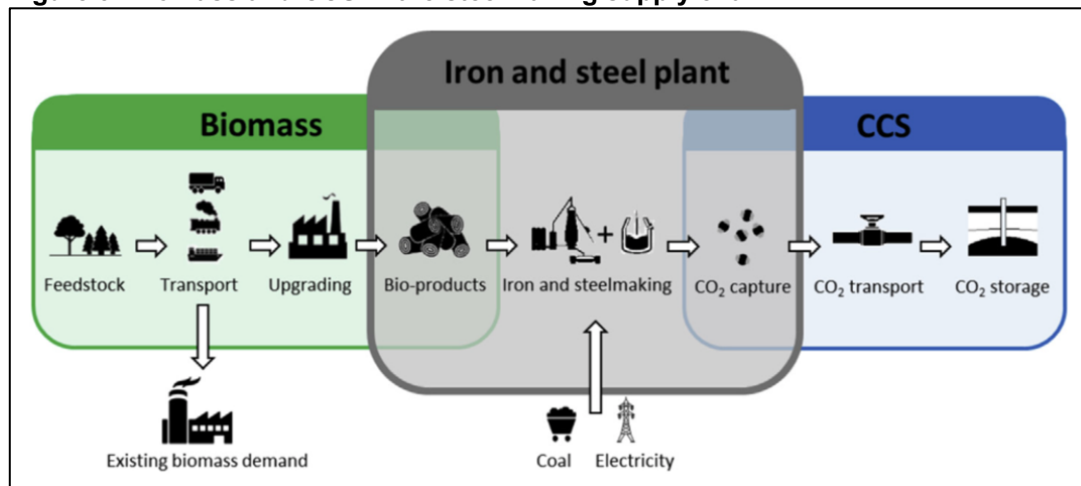 Iron and steel plant
Biomass
CCS
Feedstock
Transport
Upgrading
Bio-products
Iron and steelmaking
CO₂ capture
CO₂ transport
CO₂ storage
Existing biomass demand
Coal
Electricity